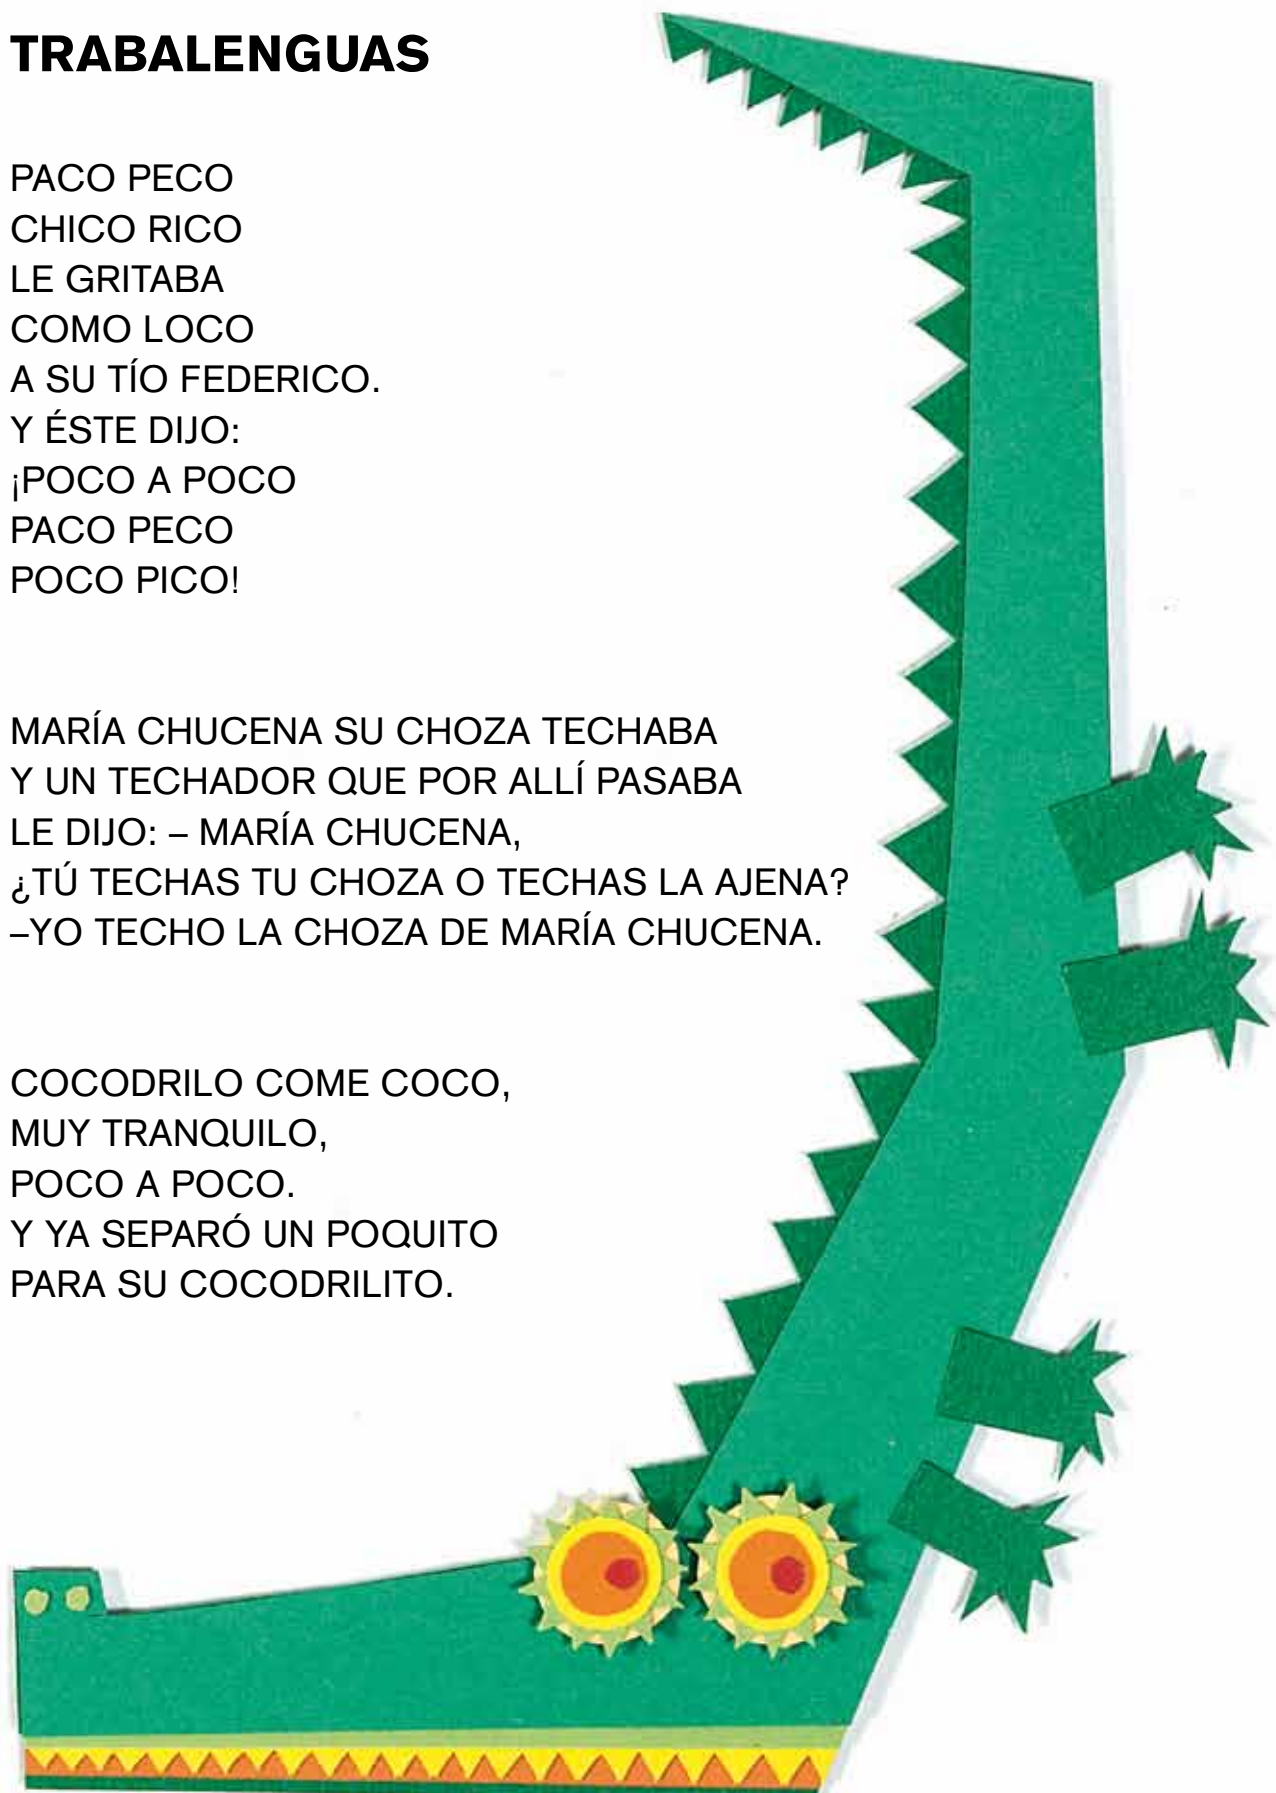 TRABALENGUAS
PACO PECO
CHICO RICO
LE GRITABA
COMO LOCO
A SU TÍO FEDERICO.
Y ÉSTE DIJO:
¡POCO A POCO
PACO PECO
POCO PICO!
MARÍA CHUCENA SU CHOZA TECHABA
Y UN TECHADOR QUE POR ALLÍ PASABA
LE DIJO: – MARÍA CHUCENA,
¿TÚ TECHAS TU CHOZA O TECHAS LA AJENA?
–YO TECHO LA CHOZA DE MARÍA CHUCENA.
COCODRILO COME COCO,
MUY TRANQUILO,
POCO A POCO.
Y YA SEPARÓ UN POQUITO
PARA SU COCODRILITO.